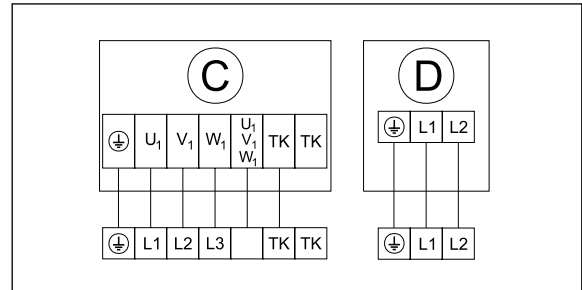 C
D
⏚ U₁ V₁ W₁ U₁ V₁ W₁ TK TK
⏚ L1 L2
⏚ L1 L2 L3 TK TK
⏚ L1 L2